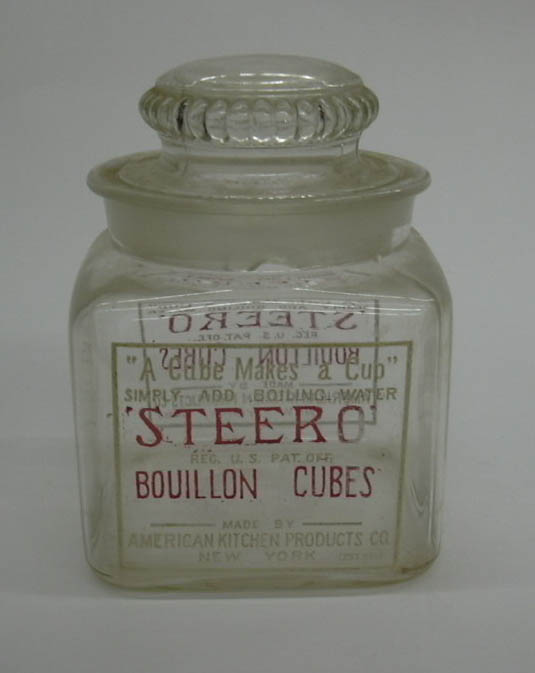 "A Cube Makes a Cup"
SIMPLY ADD BOILING WATER
'STEERO'
REG. U.S. PAT. OFF.
BOUILLON CUBES
MADE BY
AMERICAN KITCHEN PRODUCTS CO.
NEW YORK